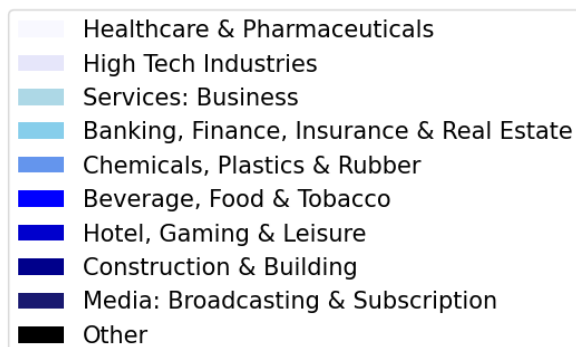 Healthcare & Pharmaceuticals
High Tech Industries
Services: Business
Banking, Finance, Insurance & Real Estate
Chemicals, Plastics & Rubber
Beverage, Food & Tobacco
Hotel, Gaming & Leisure
Construction & Building
Media: Broadcasting & Subscription
Other